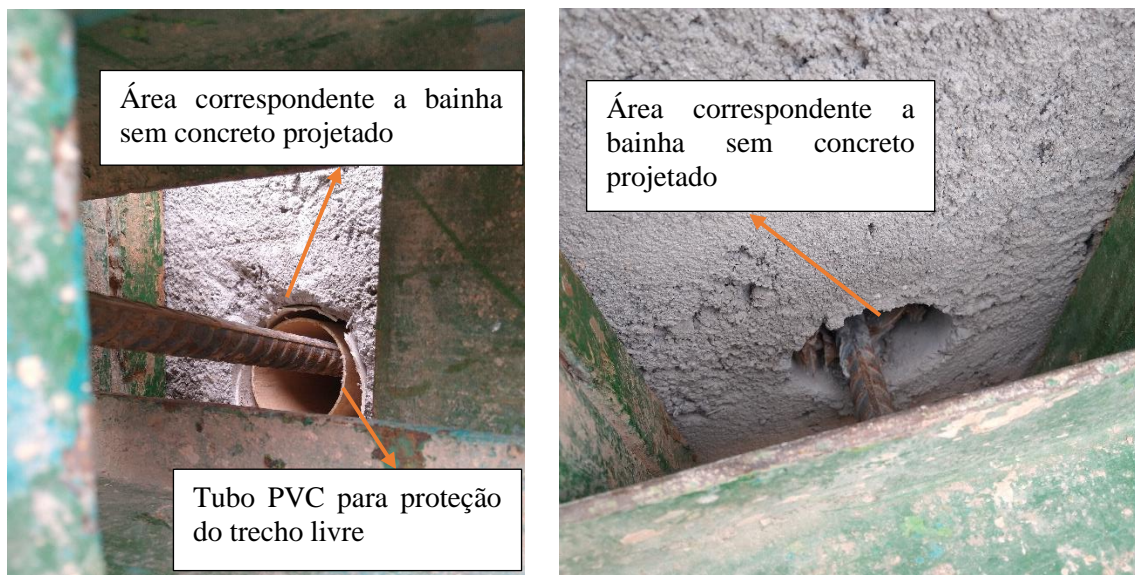 Área correspondente a bainha
sem concreto projetado
Tubo PVC para proteção
do trecho livre
Área correspondente a
bainha sem concreto
projetado